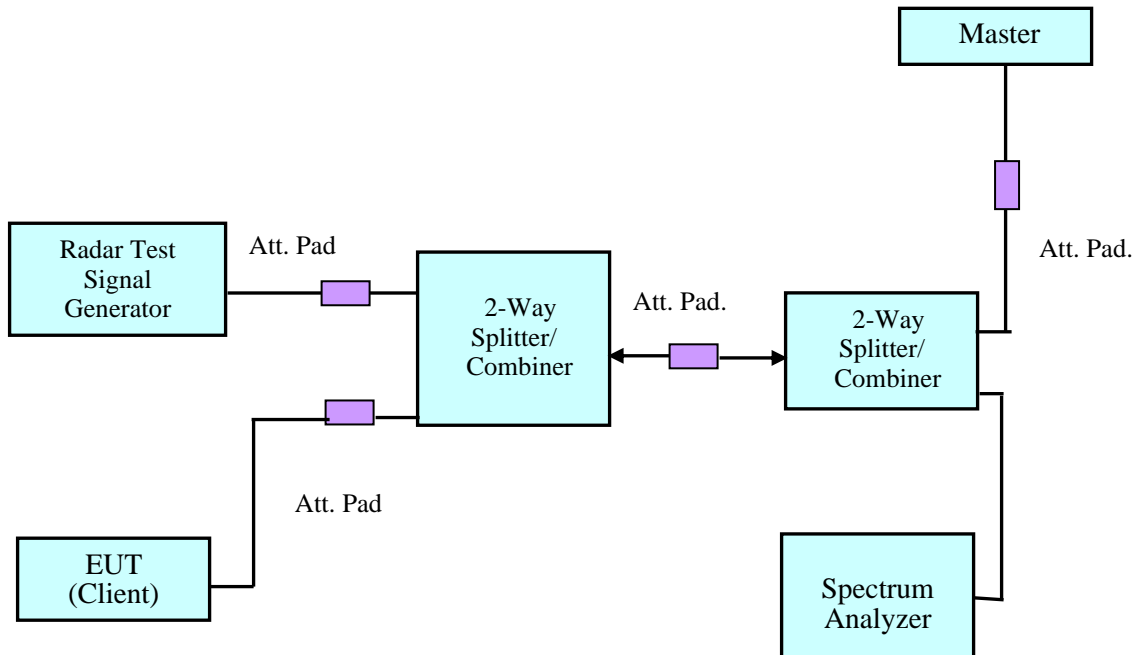 Master
Radar Test
Signal
Generator
Att. Pad
Att. Pad.
2-Way
Splitter/
Combiner
Att. Pad.
2-Way
Splitter/
Combiner
Att. Pad
EUT
(Client)
Spectrum
Analyzer